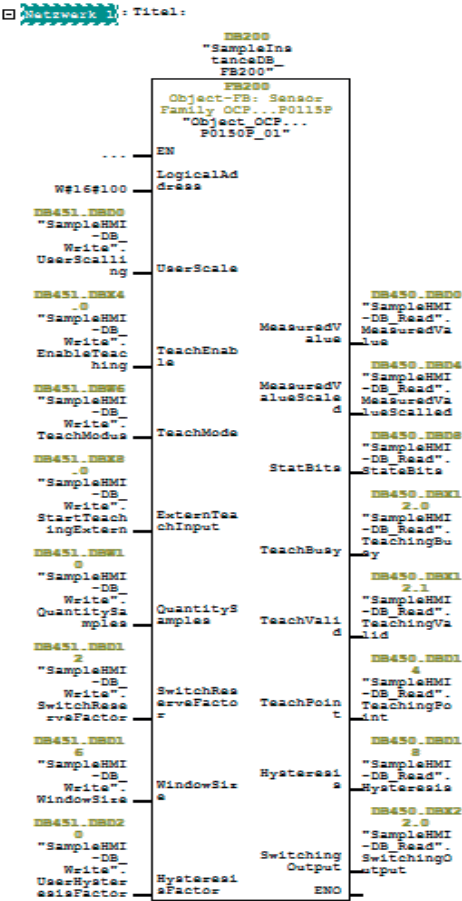 Netzwerk 1: Titel:
DB200
"SampleIns
tanceDB_
FB200"
FB200
Object-FB: Sensor
Family OCP...P0115P
"Object_OCP...
P0150P_01"
...
EN
LogicalAd
dress
W#16#100
DB451.DBD0
"SampleHMI
-DB_
Write".
UserScalli
ng
UserScale
DB451.DBX4
.0
"SampleHMI
-DB_
Write".
EnableTeac
hing
TeachEnab
le
DB451.DBW6
"SampleHMI
-DB_
Write".
TeachModus
TeachMode
DB451.DBX8
.0
"SampleHMI
-DB_
Write".
StartTeach
ingExtern
ExternTea
chInput
DB451.DBW1
0
"SampleHMI
-DB_
Write".
QuantitySa
mples
QuantityS
amples
DB451.DBD1
2
"SampleHMI
-DB_
Write".
SwitchRese
rveFactor
SwitchRes
erveFacto
r
DB451.DBD1
6
"SampleHMI
-DB_
Write".
WindowSize
WindowSiz
e
DB451.DBD2
0
"SampleHMI
-DB_
Write".
UserHyster
esisFactor
Hysteresi
sFactor
MeasuredV
alue
DB450.DBD0
"SampleHMI
-DB_Read".
MeasuredVa
lue
MeasuredV
alueScale
d
DB450.DBD4
"SampleHMI
-DB_Read".
MeasuredVa
lueScalled
StatBits
DB450.DBD8
"SampleHMI
-DB_Read".
StateBits
TeachBusy
DB450.DBX1
2.0
"SampleHMI
-DB_Read".
TeachingBu
sy
TeachVali
d
DB450.DBX1
2.1
"SampleHMI
-DB_Read".
TeachingVa
lid
TeachPoin
t
DB450.DBD1
4
"SampleHMI
-DB_Read".
TeachingPo
int
Hysteresi
s
DB450.DBD1
8
"SampleHMI
-DB_Read".
Hysteresis
Switching
Output
DB450.DBX2
2.0
"SampleHMI
-DB_Read".
SwitchingO
utput
ENO